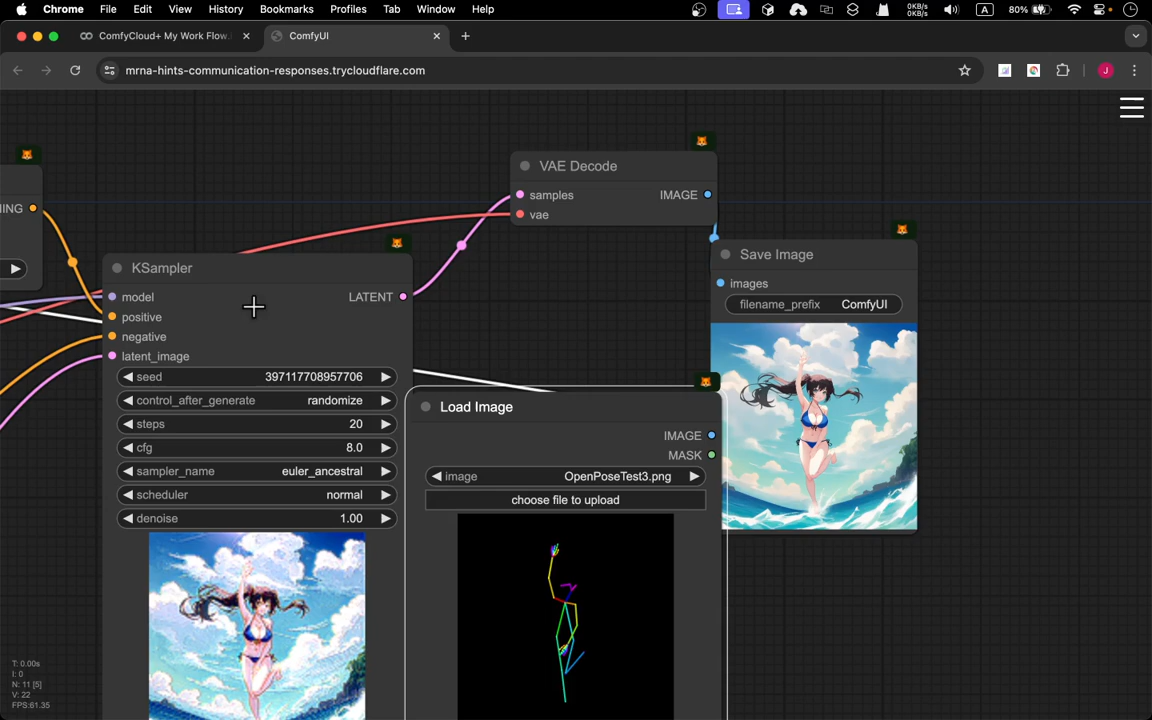 Chrome File Edit View History Bookmarks Profiles Tab Window Help 0KB/s 0KB/s A 80%
ComfyCloud+ My Work Flow. ComfyUI
mrna-hints-communication-responses.trycloudflare.com J
VAE Decode
samples IMAGE
vae
NING
KSampler
model LATENT
positive
negative
latent_image
seed 397117708957706
control_after_generate randomize
steps 20
cfg 8.0
sampler_name euler_ancestral
scheduler normal
denoise 1.00
Save Image
images
filename_prefix ComfyUI
Load Image
IMAGE
MASK
image OpenPoseTest3.png
choose file to upload
T: 0.00s
I: 0
N: 11 [5]
V: 22
FPS:61.35